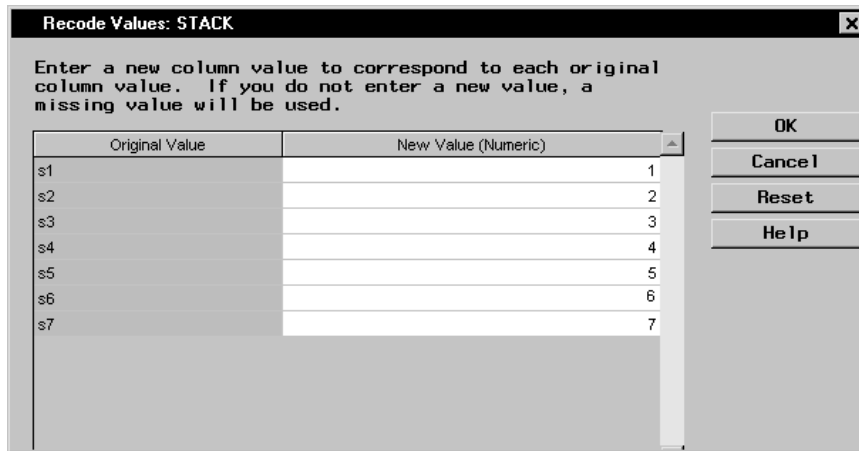 Recode Values: STACK
Enter a new column value to correspond to each original
column value. If you do not enter a new value, a
missing value will be used.
OK
Cancel
Reset
Help
Original Value New Value (Numeric)
s1 1
s2 2
s3 3
s4 4
s5 5
s6 6
s7 7